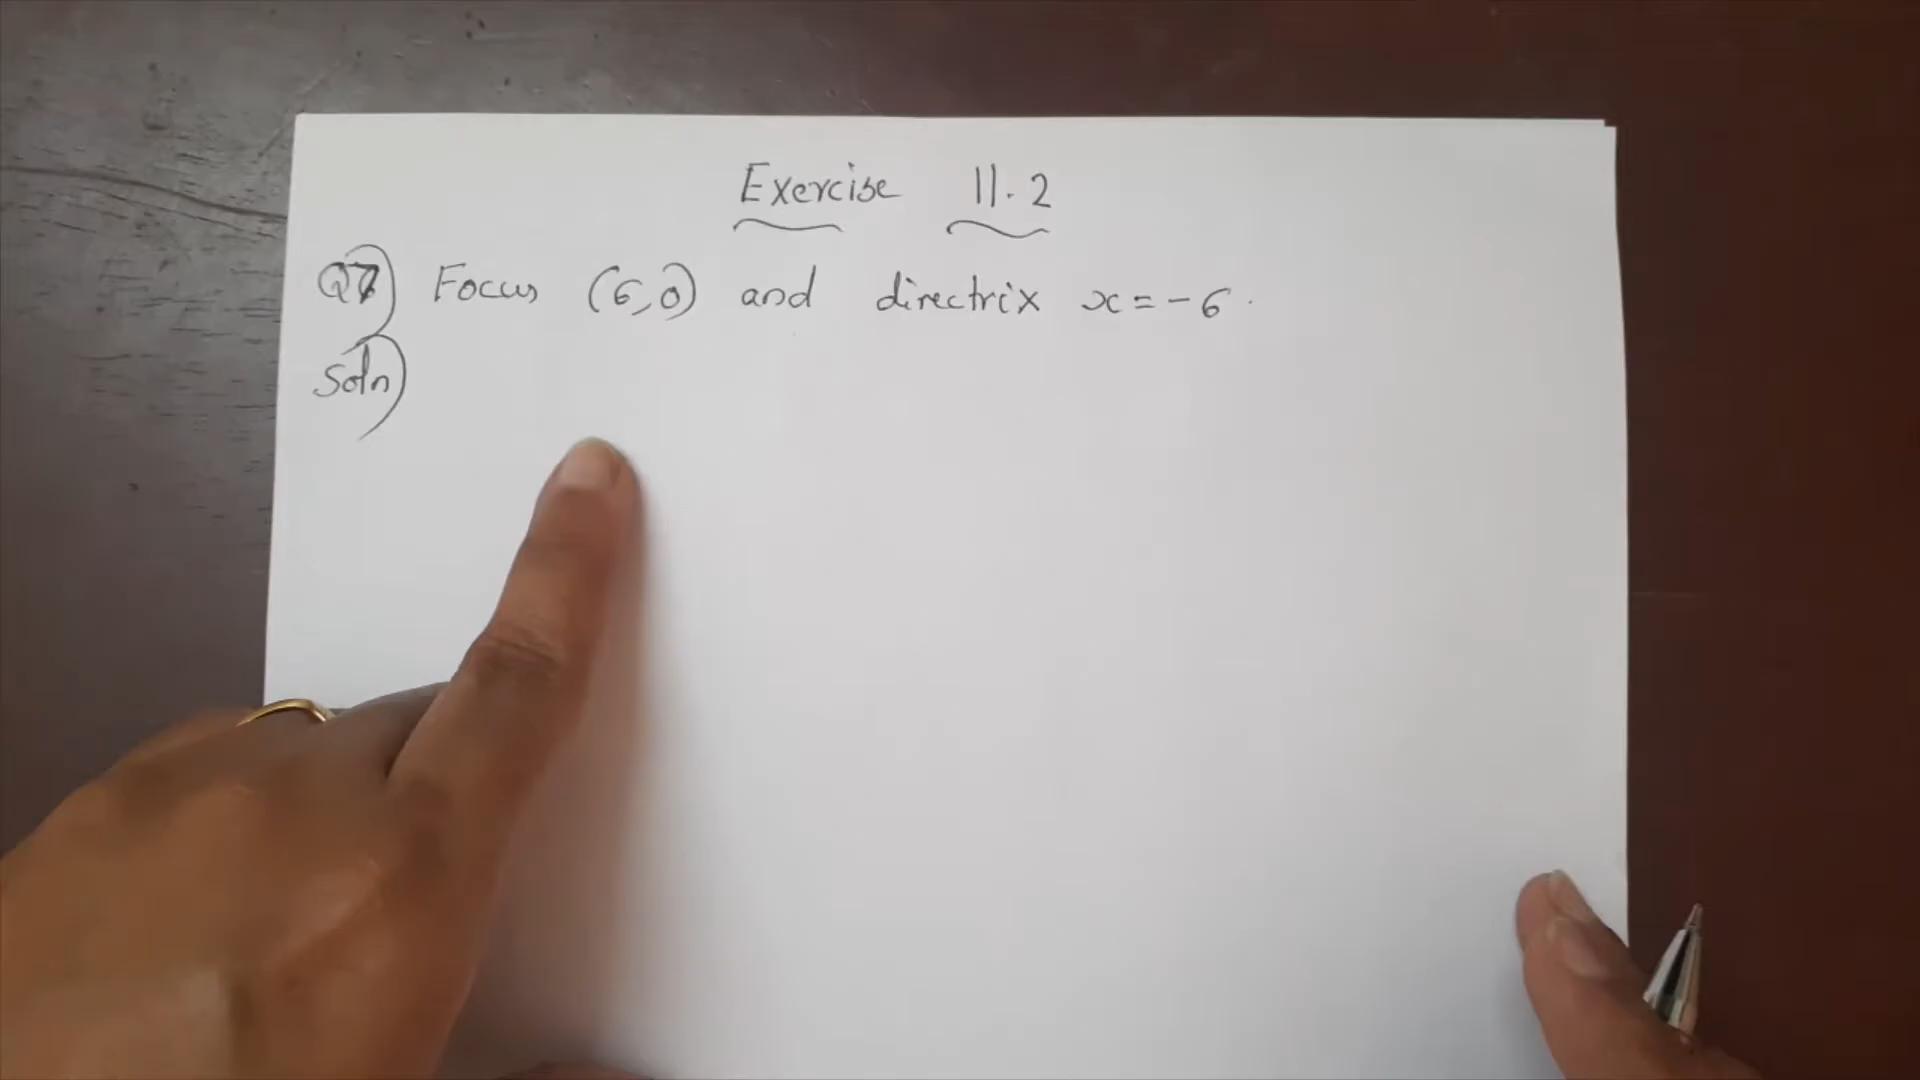 Exercise 11.2
Q7) Focus (6,0) and directrix x = -6.
Soln)